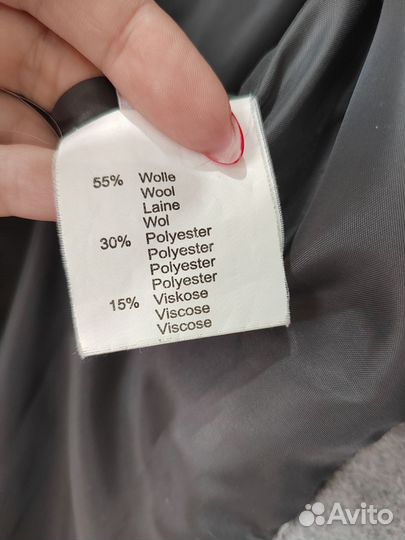 55% Wolle
Wool
Laine
Wol
30% Polyester
Polyester
Polyester
Polyester
15% Viskose
Viscose
Viscose
Avito